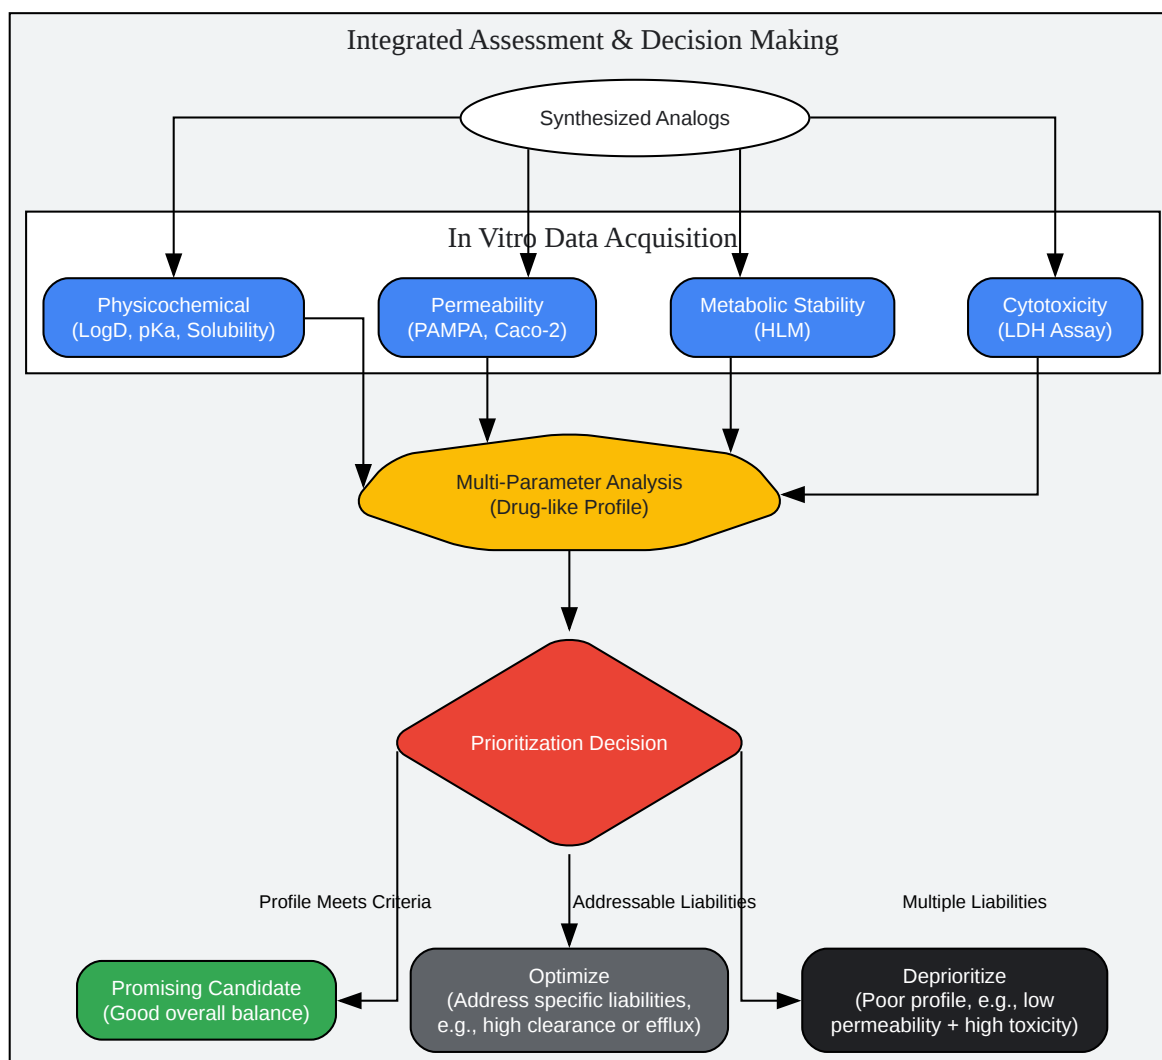 Integrated Assessment & Decision Making
Synthesized Analogs
In Vitro Data Acquisition
Physicochemical
(LogD, pKa, Solubility)
Permeability
(PAMPA, Caco-2)
Metabolic Stability
(HLM)
Cytotoxicity
(LDH Assay)
Multi-Parameter Analysis
(Drug-like Profile)
Prioritization Decision
Profile Meets Criteria
Addressable Liabilities
Multiple Liabilities
Promising Candidate
(Good overall balance)
Optimize
(Address specific liabilities,
e.g., high clearance or efflux)
Deprioritize
(Poor profile, e.g., low
permeability + high toxicity)